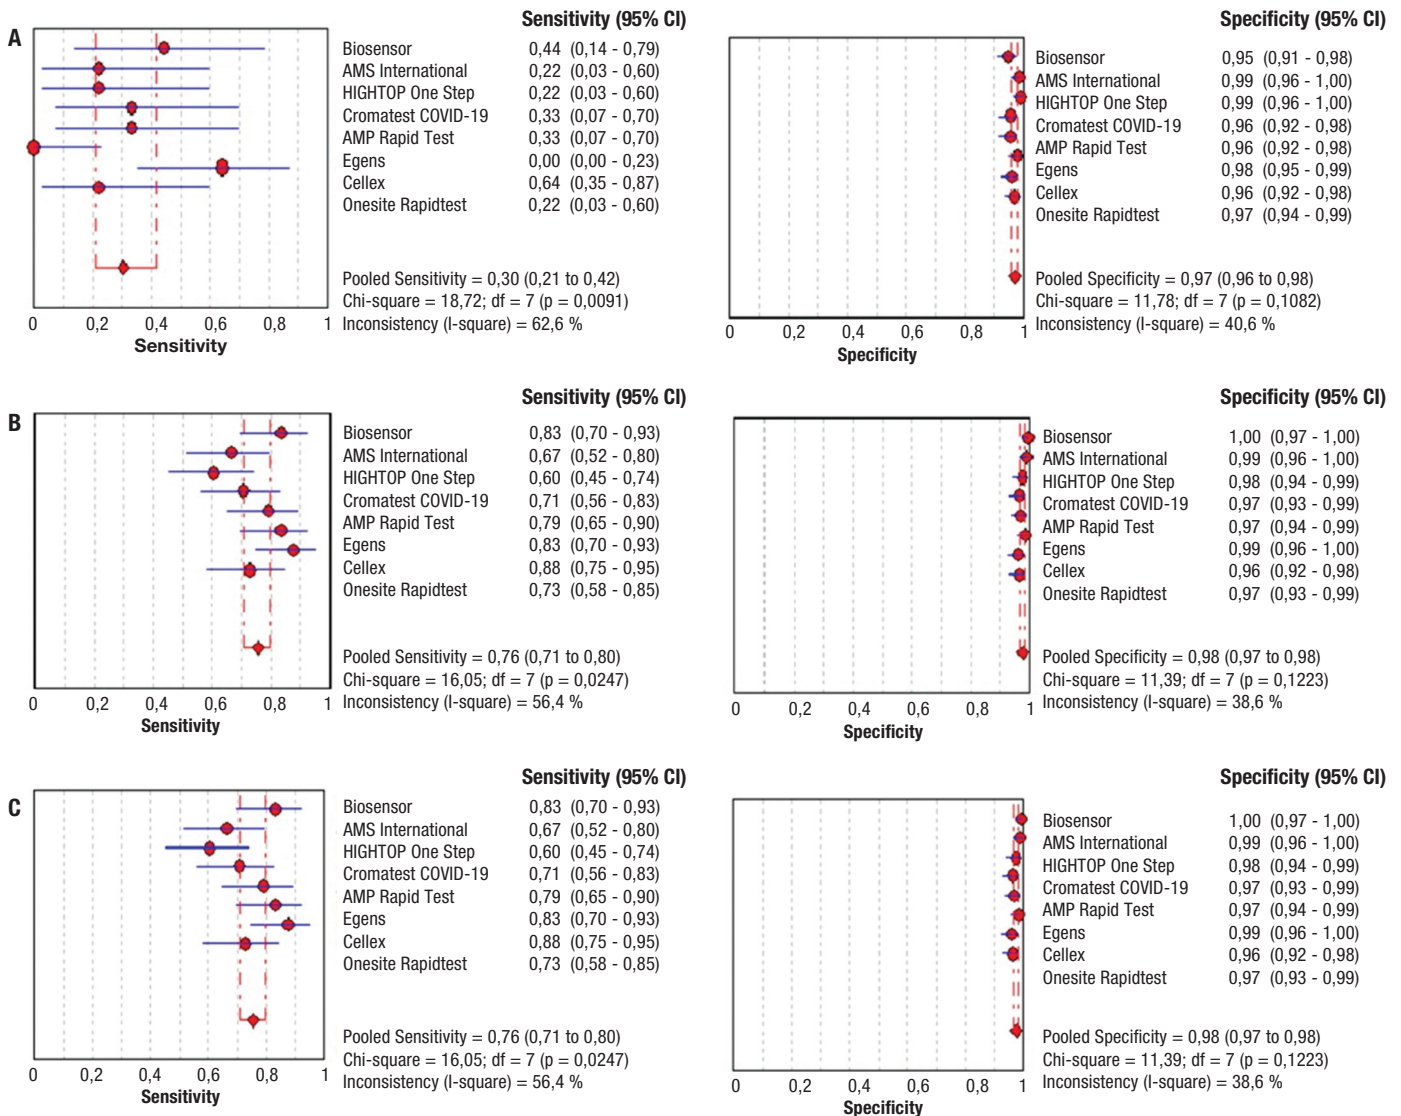 A
Sensitivity (95% CI)
Biosensor 0,44 (0,14 - 0,79)
AMS International 0,22 (0,03 - 0,60)
HIGHTOP One Step 0,22 (0,03 - 0,60)
Cromatest COVID-19 0,33 (0,07 - 0,70)
AMP Rapid Test 0,33 (0,07 - 0,70)
Egens 0,00 (0,00 - 0,23)
Cellex 0,64 (0,35 - 0,87)
Onesite Rapidtest 0,22 (0,03 - 0,60)
Pooled Sensitivity = 0,30 (0,21 to 0,42)
Chi-square = 18,72; df = 7 (p = 0,0091)
Inconsistency (I-square) = 62,6 %
0 0,2 0,4 0,6 0,8 1
Sensitivity
Specificity (95% CI)
Biosensor 0,95 (0,91 - 0,98)
AMS International 0,99 (0,96 - 1,00)
HIGHTOP One Step 0,99 (0,96 - 1,00)
Cromatest COVID-19 0,96 (0,92 - 0,98)
AMP Rapid Test 0,96 (0,92 - 0,98)
Egens 0,98 (0,95 - 0,99)
Cellex 0,96 (0,92 - 0,98)
Onesite Rapidtest 0,97 (0,94 - 0,99)
Pooled Specificity = 0,97 (0,96 to 0,98)
Chi-square = 11,78; df = 7 (p = 0,1082)
Inconsistency (I-square) = 40,6 %
0 0,2 0,4 0,6 0,8 1
Specificity
B
Sensitivity (95% CI)
Biosensor 0,83 (0,70 - 0,93)
AMS International 0,67 (0,52 - 0,80)
HIGHTOP One Step 0,60 (0,45 - 0,74)
Cromatest COVID-19 0,71 (0,56 - 0,83)
AMP Rapid Test 0,79 (0,65 - 0,90)
Egens 0,83 (0,70 - 0,93)
Cellex 0,88 (0,75 - 0,95)
Onesite Rapidtest 0,73 (0,58 - 0,85)
Pooled Sensitivity = 0,76 (0,71 to 0,80)
Chi-square = 16,05; df = 7 (p = 0,0247)
Inconsistency (I-square) = 56,4 %
0 0,2 0,4 0,6 0,8 1
Sensitivity
Specificity (95% CI)
Biosensor 1,00 (0,97 - 1,00)
AMS International 0,99 (0,96 - 1,00)
HIGHTOP One Step 0,98 (0,94 - 0,99)
Cromatest COVID-19 0,97 (0,93 - 0,99)
AMP Rapid Test 0,97 (0,94 - 0,99)
Egens 0,99 (0,96 - 1,00)
Cellex 0,96 (0,92 - 0,98)
Onesite Rapidtest 0,97 (0,93 - 0,99)
Pooled Specificity = 0,98 (0,97 to 0,98)
Chi-square = 11,39; df = 7 (p = 0,1223)
Inconsistency (I-square) = 38,6 %
0 0,2 0,4 0,6 0,8 1
Specificity
C
Sensitivity (95% CI)
Biosensor 0,83 (0,70 - 0,93)
AMS International 0,67 (0,52 - 0,80)
HIGHTOP One Step 0,60 (0,45 - 0,74)
Cromatest COVID-19 0,71 (0,56 - 0,83)
AMP Rapid Test 0,79 (0,65 - 0,90)
Egens 0,83 (0,70 - 0,93)
Cellex 0,88 (0,75 - 0,95)
Onesite Rapidtest 0,73 (0,58 - 0,85)
Pooled Sensitivity = 0,76 (0,71 to 0,80)
Chi-square = 16,05; df = 7 (p = 0,0247)
Inconsistency (I-square) = 56,4 %
0 0,2 0,4 0,6 0,8 1
Sensitivity
Specificity (95% CI)
Biosensor 1,00 (0,97 - 1,00)
AMS International 0,99 (0,96 - 1,00)
HIGHTOP One Step 0,98 (0,94 - 0,99)
Cromatest COVID-19 0,97 (0,93 - 0,99)
AMP Rapid Test 0,97 (0,94 - 0,99)
Egens 0,99 (0,96 - 1,00)
Cellex 0,96 (0,92 - 0,98)
Onesite Rapidtest 0,97 (0,93 - 0,99)
Pooled Specificity = 0,98 (0,97 to 0,98)
Chi-square = 11,39; df = 7 (p = 0,1223)
Inconsistency (I-square) = 38,6 %
0 0,2 0,4 0,6 0,8 1
Specificity